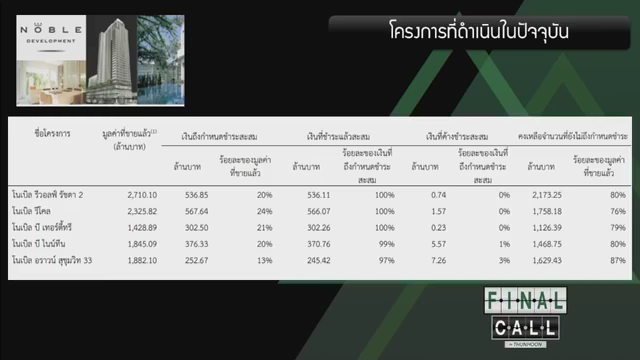 NOBLE
DEVELOPMENT
โครงการที่ดำเนินในปัจจุบัน
ชื่อโครงการ มูลค่าที่ขายแล้ว(1) (ล้านบาท) เงินถึงกำหนดชำระสะสม เงินที่ชำระแล้วสะสม เงินที่ค้างชำระสะสม คงเหลือจำนวนที่ยังไม่ถึงกำหนดชำระ
ล้านบาท ร้อยละของมูลค่าที่ขายแล้ว ล้านบาท ร้อยละของเงินที่ถึงกำหนดชำระสะสม ล้านบาท ร้อยละของเงินที่ถึงกำหนดชำระสะสม ล้านบาท ร้อยละของมูลค่าที่ขายแล้ว
โนเบิล รีวอลฟ์ รัชดา 2 2,710.10 536.85 20% 536.11 100% 0.74 0% 2,173.25 80%
โนเบิล รีโคล 2,325.82 567.64 24% 566.07 100% 1.57 0% 1,758.18 76%
โนเบิล บี เทอร์ตี้ทรี 1,428.89 302.50 21% 302.26 100% 0.23 0% 1,126.39 79%
โนเบิล บี ไนน์ทีน 1,845.09 376.33 20% 370.76 99% 5.57 1% 1,468.75 80%
โนเบิล อราวน์ สุขุมวิท 33 1,882.10 252.67 13% 245.42 97% 7.26 3% 1,629.43 87%
FINAL
CALL
by THUNHOON